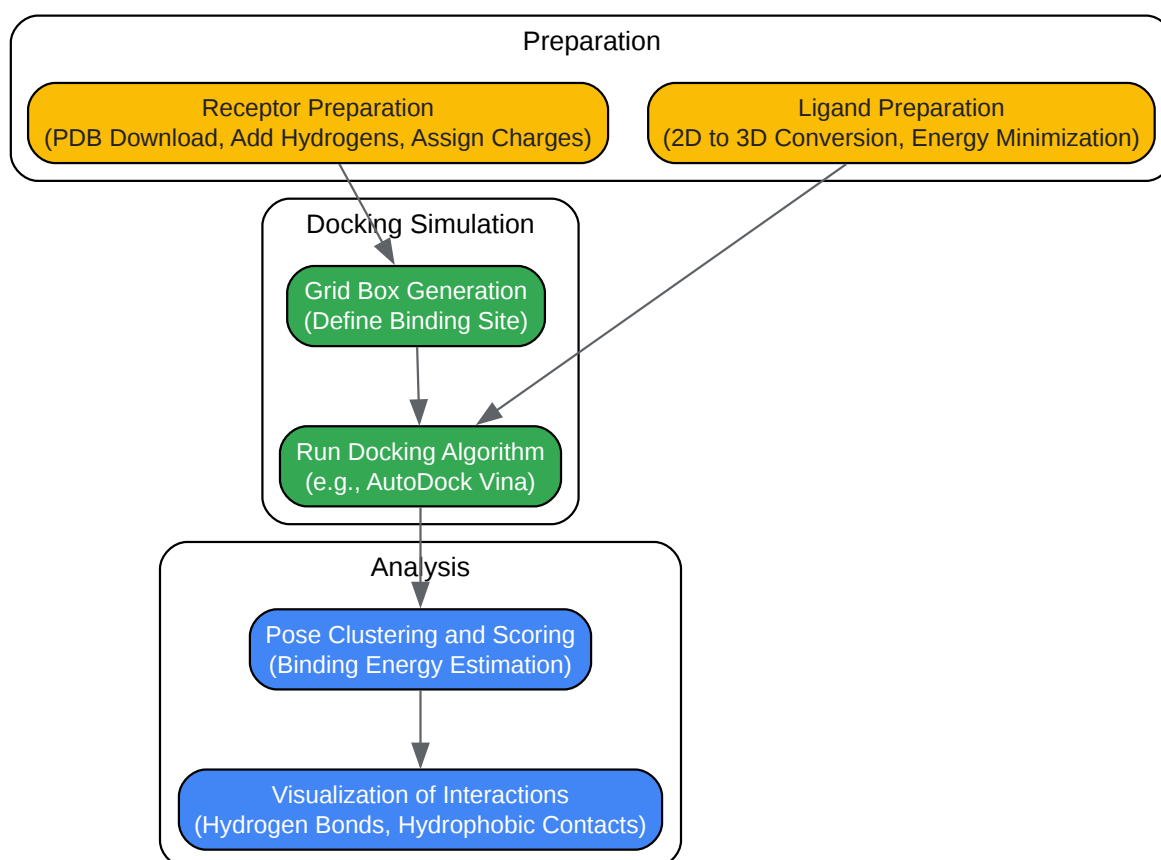 Preparation
Receptor Preparation
(PDB Download, Add Hydrogens, Assign Charges)
Ligand Preparation
(2D to 3D Conversion, Energy Minimization)
Docking Simulation
Grid Box Generation
(Define Binding Site)
Run Docking Algorithm
(e.g., AutoDock Vina)
Analysis
Pose Clustering and Scoring
(Binding Energy Estimation)
Visualization of Interactions
(Hydrogen Bonds, Hydrophobic Contacts)